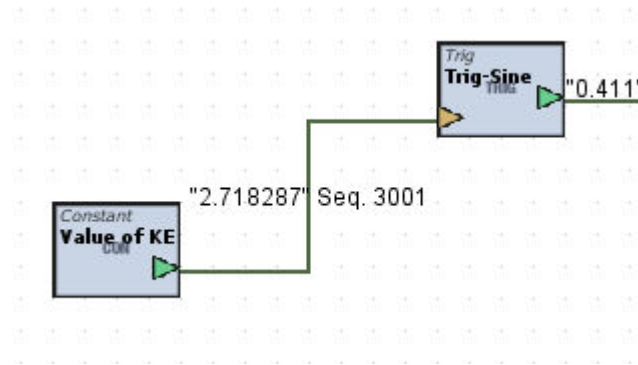 Trig
Trig-Sine
TRIG
"0.411"
"2.718287" Seq. 3001
Constant
Value of KE
CON